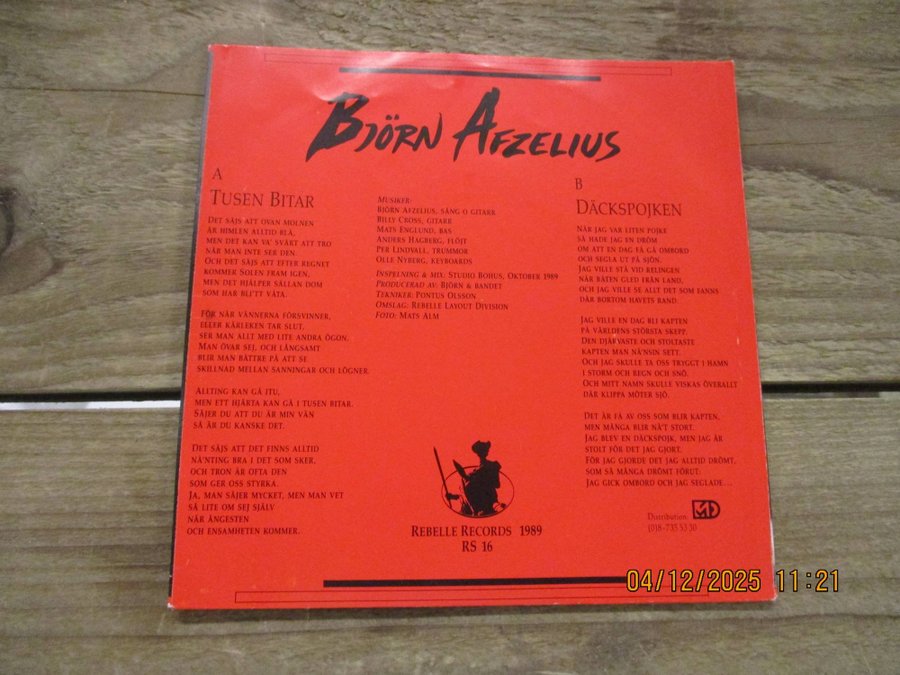 BJÖRN AFZELIUS
A
TUSEN BITAR
DET SÄJS ATT OVAN MOLNEN
ÄR HIMLEN ALLTID BLÅ,
MEN DET KAN VA' SVÅRT ATT TRO
NÄR MAN INTE SER DEN.
OCH DET SÄJS ATT EFTER REGNET
KOMMER SOLEN FRAM IGEN,
MEN DET HJÄLPER SÄLLAN DOM
SOM HAR BLI'TT VÅTA.
FÖR NÄR VÄNNERNA FÖRSVINNER,
ELLER KÄRLEKEN TAR SLUT,
SER MAN ALLT MED LITE ANDRA ÖGON.
MAN ÖVAR SEJ, OCH LÅNGSAMT
BLIR MAN BÄTTRE PÅ ATT SE
SKILLNAD MELLAN SANNINGAR OCH LÖGNER.
ALLTING KAN GÅ ITU,
MEN ETT HJÄRTA KAN GÅ I TUSEN BITAR.
SÄJER DU ATT DU ÄR MIN VÄN
SÅ ÄR DU KANSKE DET.
DET SÄJS ATT DET FINNS ALLTID
NÅ'NTING BRA I DET SOM SKER,
OCH TRON ÄR OFTA DEN
SOM GER OSS STYRKA.
JA, MAN SÄJER MYCKET, MEN MAN VET
SÅ LITE OM SEJ SJÄLV
NÄR ÅNGESTEN
OCH ENSAMHETEN KOMMER.
MUSIKER:
BJÖRN AFZELIUS, SÅNG O GITARR
BILLY CROSS, GITARR
MATS ENGLUND, BAS
ANDERS HAGBERG, FLÖJT
PER LINDVALL, TRUMMOR
OLLE NYBERG, KEYBOARDS
INSPELNING & MIX: STUDIO BOHUS, OKTOBER 1989
PRODUCERAD AV: BJÖRN & BANDET
TEKNIKER: PONTUS OLSSON
OMSLAG: REBELLE LAYOUT DIVISION
FOTO: MATS ALM
REBELLE RECORDS 1989
RS 16
B
DÄCKSPOJKEN
NÄR JAG VAR LITEN POJKE
SÅ HADE JAG EN DRÖM
OM ATT EN DAG FÅ GÅ OMBORD
OCH SEGLA UT PÅ SJÖN.
JAG VILLE STÅ VID RELINGEN
NÄR BÅTEN GLED FRÅN LAND,
OCH JAG VILLE SE ALLT DET SOM FANNS
DÄR BORTOM HAVETS RAND
JAG VILLE EN DAG BLI KAPTEN
PÅ VÄRLDENS STÖRSTA SKEPP.
DEN DJÄRVASTE OCH STOLTASTE
KAPTEN MAN NÅ'NSIN SETT.
OCH JAG SKULLE TA OSS TRYGGT I HAMN
I STORM OCH REGN OCH SNÖ.
OCH MITT NAMN SKULLE VISKAS ÖVERALLT
DÄR KLIPPA MÖTER SJÖ.
DET ÄR FÅ AV OSS SOM BLIR KAPTEN,
MEN MÅNGA BLIR NÅ'T STORT.
JAG BLEV EN DÄCKSPOJK, MEN JAG ÄR
STOLT FÖR DET JAG GJORT.
FÖR JAG GJORDE DET JAG ALLTID DRÖMT,
SOM SÅ MÅNGA DRÖMT FÖRUT.
JAG GICK OMBORD OCH JAG SEGLADE...
Distribution:
MD
(018-735 53 30
04/12/2025 11:21